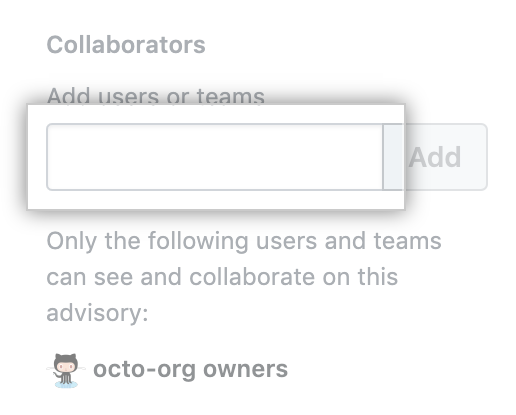 Collaborators
Add users or teams
Add
Only the following users and teams
can see and collaborate on this
advisory:
octo-org owners